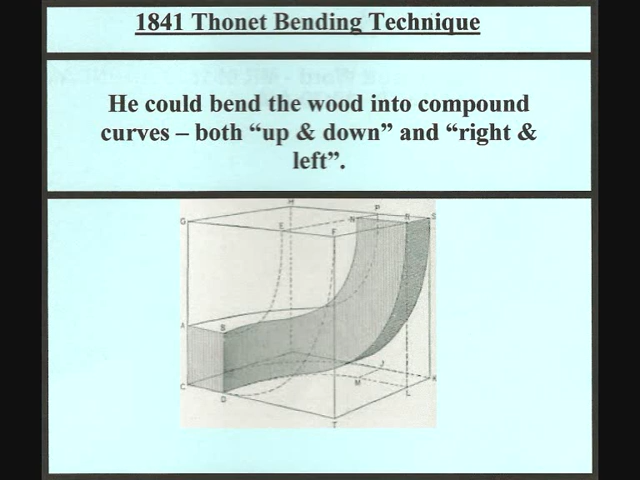 1841 Thonet Bending Technique
He could bend the wood into compound
curves – both “up & down” and “right &
left”.
H
P
G
N
R
S
E
F
A
B
J
C
M
K
D
L
T